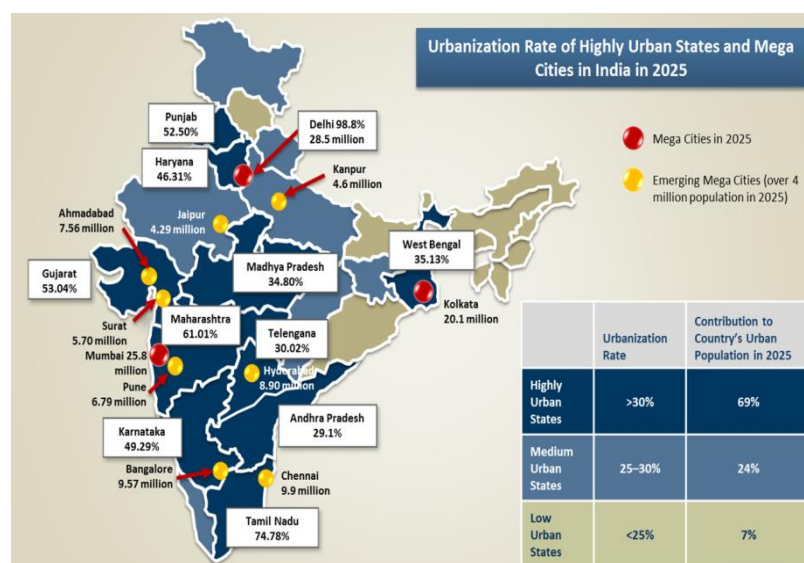 Urbanization Rate of Highly Urban States and Mega
Cities in India in 2025
Mega Cities in 2025
Emerging Mega Cities (over 4
million population in 2025)
Punjab
52.50%
Delhi 98.8%
28.5 million
Haryana
46.31%
Kanpur
4.6 million
Ahmadabad
7.56 million
Jaipur
4.29 million
Gujarat
53.04%
Madhya Pradesh
34.80%
West Bengal
35.13%
Kolkata
20.1 million
Surat
5.70 million
Maharashtra
61.01%
Telengana
30.02%
Mumbai 25.8
million
Hyderabad
8.90 million
Pune
6.79 million
Andhra Pradesh
29.1%
Karnataka
49.29%
Bangalore
9.57 million
Chennai
9.9 million
Tamil Nadu
74.78%
Urbanization
Rate
Contribution to
Country's Urban
Population in 2025
Highly
Urban
States
>30%
69%
Medium
Urban
States
25–30%
24%
Low
Urban
States
<25%
7%